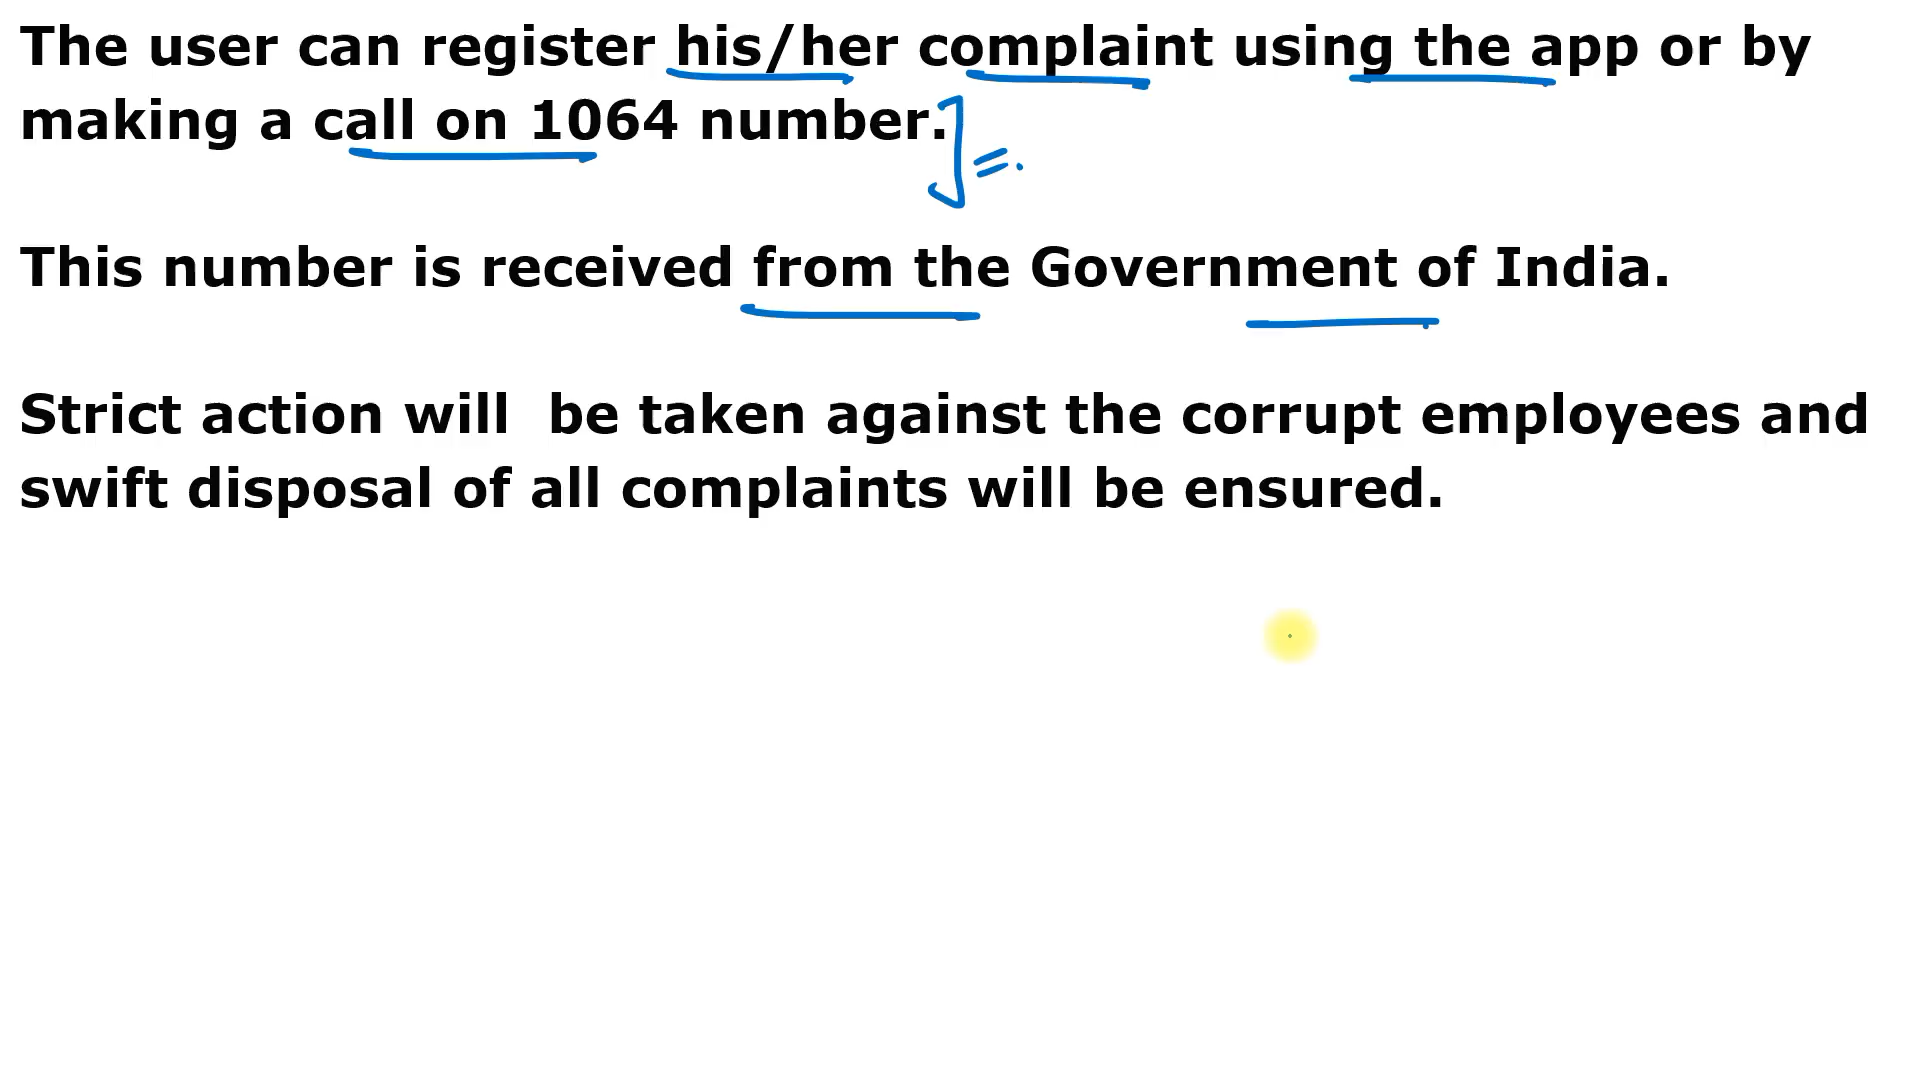 The user can register his/her complaint using the app or by
making a call on 1064 number.
This number is received from the Government of India.
Strict action will  be taken against the corrupt employees and
swift disposal of all complaints will be ensured.